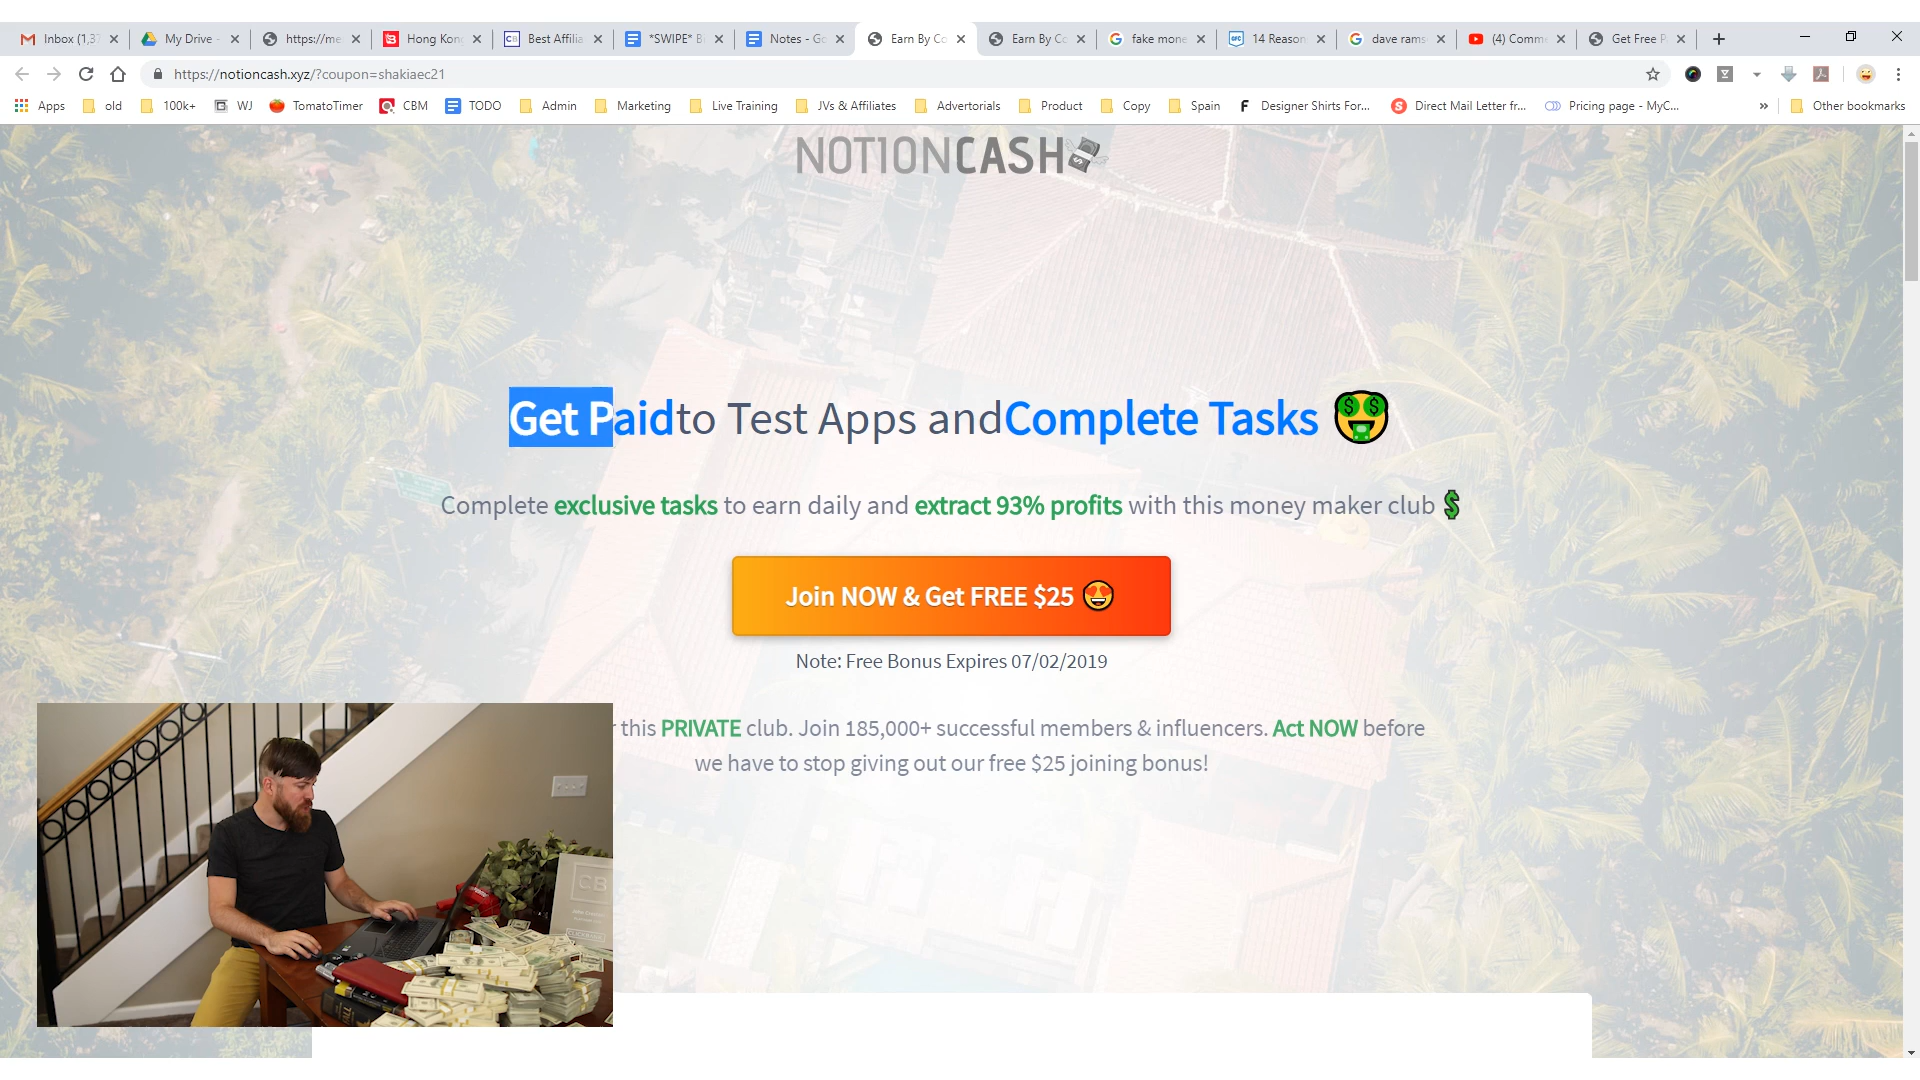 Inbox (1,37
My Drive -
https://me
Hong Kon
Best Affilia
*SWIPE* B
Notes - Go
Earn By Co
Earn By Co
fake mone
14 Reason
dave rams
(4) Comm
Get Free P
https://notioncash.xyz/?coupon=shakiaec21
Apps
old
100k+
WJ
TomatoTimer
CBM
TODO
Admin
Marketing
Live Training
JVs & Affiliates
Advertorials
Product
Copy
Spain
Designer Shirts For...
Direct Mail Letter fr...
Pricing page - MyC...
Other bookmarks
NOTIONCASH
Get Paid to Test Apps and Complete Tasks
Complete exclusive tasks to earn daily and extract 93% profits with this money maker club
Join NOW & Get FREE $25
Note: Free Bonus Expires 07/02/2019
this PRIVATE club. Join 185,000+ successful members & influencers. Act NOW before
we have to stop giving out our free $25 joining bonus!
CB